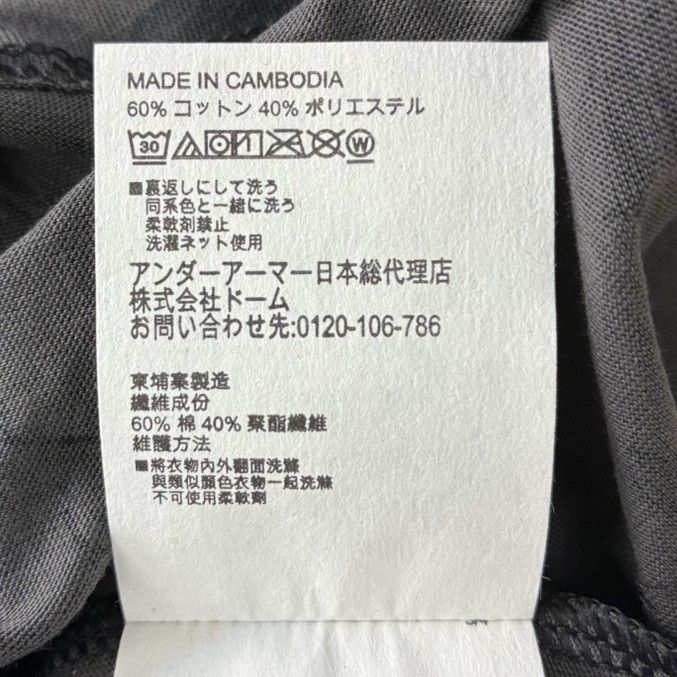 MADE IN CAMBODIA
60% コットン 40% ポリエステル
30 1 W
■裏返しにして洗う
同系色と一緒に洗う
柔軟剤禁止
洗濯ネット使用
アンダーアーマー日本総代理店
株式会社ドーム
お問い合わせ先:0120-106-786
柬埔寨製造
纖維成份
60% 棉 40% 聚酯纖維
維護方法
■將衣物內外翻面洗滌
與類似顏色衣物一起洗滌
不可使用柔軟劑